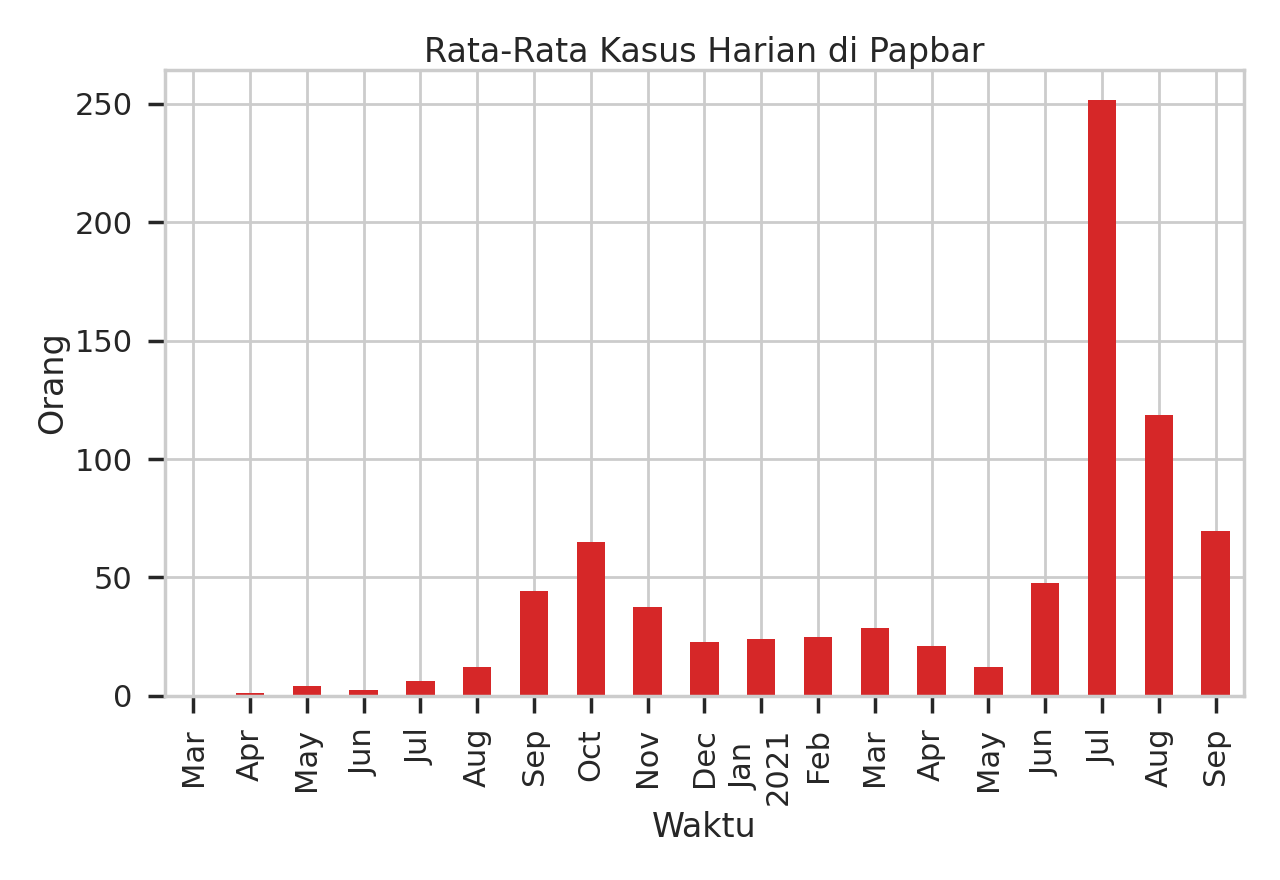 Rata-Rata Kasus Harian di Papbar
250
200
150
100
50
0
Orang
Mar
Apr
May
Jun
Jul
Aug
Sep
Oct
Nov
Dec
Jan
2021
Feb
Mar
Apr
May
Jun
Jul
Aug
Sep
Waktu